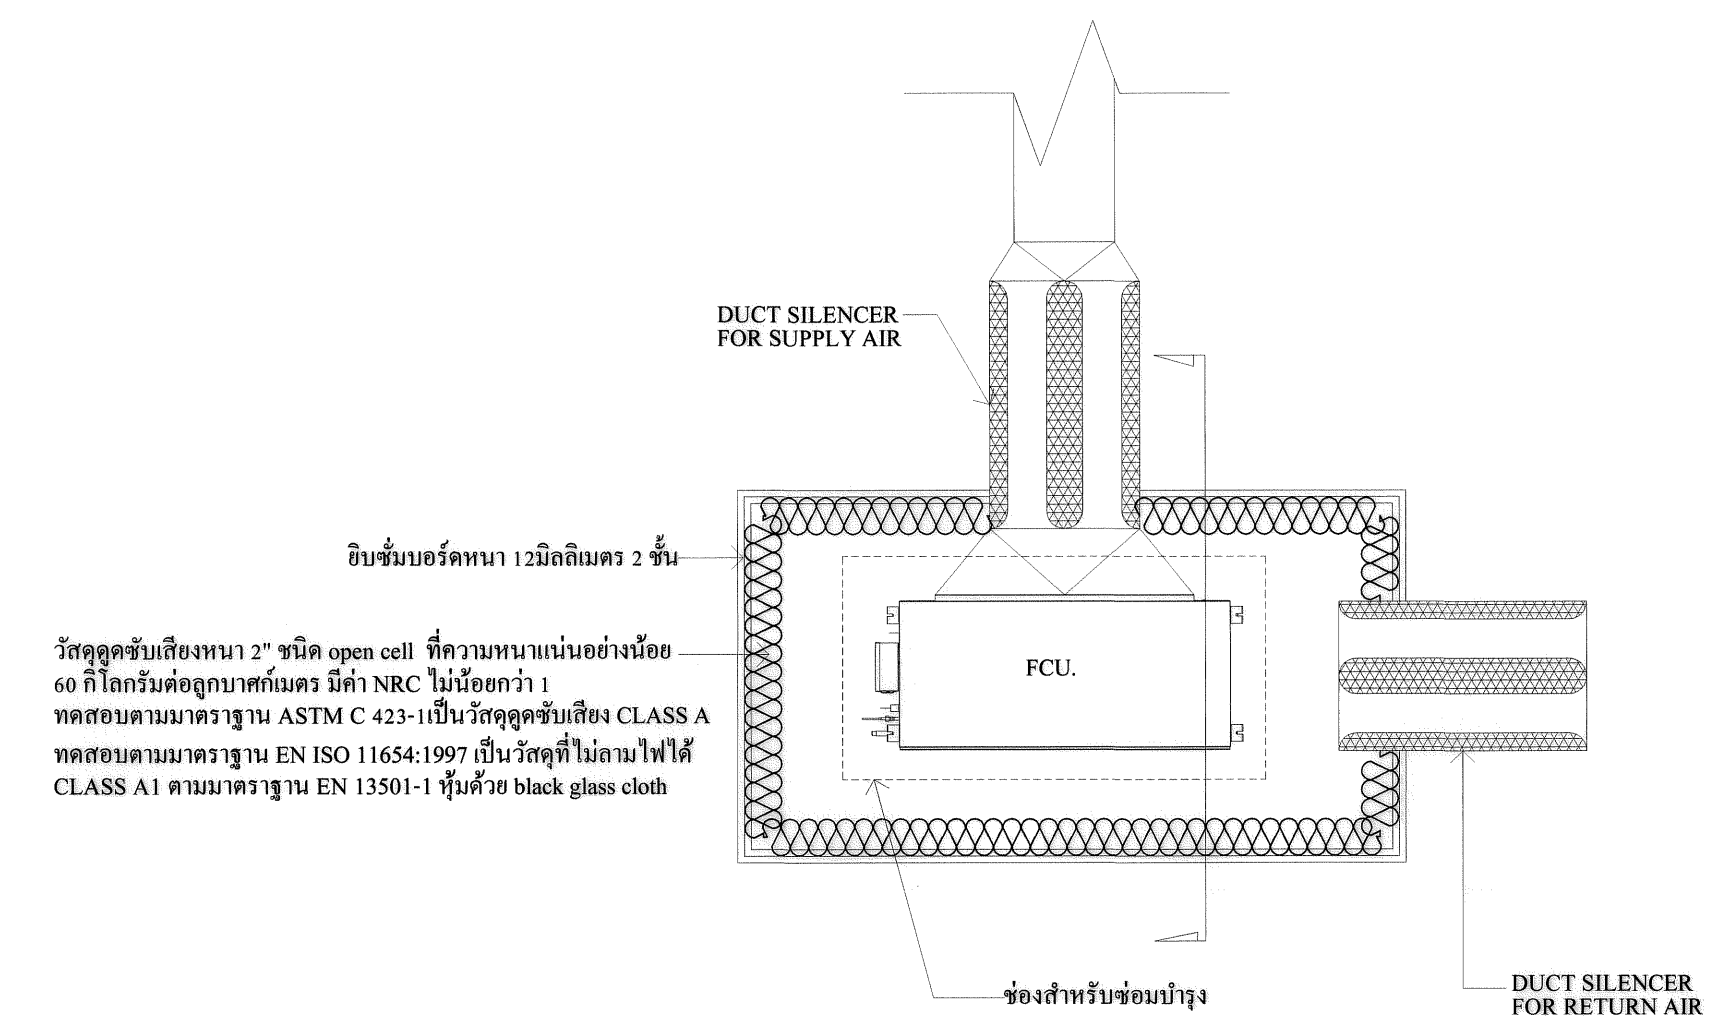 DUCT SILENCER
FOR SUPPLY AIR
ยิบซั่มบอร์ดหนา 12มิลลิเมตร 2 ชั้น
วัสดุดูดซับเสียงหนา 2" ชนิด open cell ที่ความหนาแน่นอย่างน้อย
60 กิโลกรัมต่อลูกบาศก์เมตร มีค่า NRC ไม่น้อยกว่า 1
ทดสอบตามมาตราฐาน ASTM C 423-1เป็นวัสดุดูดซับเสียง CLASS A
ทดสอบตามมาตราฐาน EN ISO 11654:1997 เป็นวัสดุที่ไม่ลามไฟได้
CLASS A1 ตามมาตราฐาน EN 13501-1 หุ้มด้วย black glass cloth
FCU.
ช่องสำหรับซ่อมบำรุง
DUCT SILENCER
FOR RETURN AIR